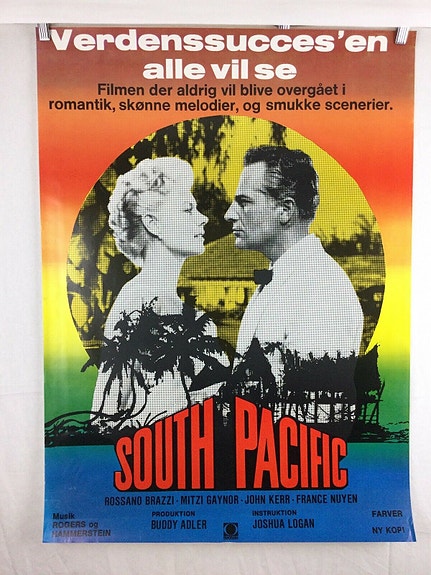 Verdenssucces'en
alle vil se
Filmen der aldrig vil blive overgået i
romantik, skønne melodier, og smukke scenerier.
SOUTH PACIFIC
ROSSANO BRAZZI - MITZI GAYNOR - JOHN KERR - FRANCE NUYEN
Musik
ROGERS og
HAMMERSTEIN
PRODUKTION
BUDDY ADLER
INSTRUKTION
JOSHUA LOGAN
FARVER
NY KOPI